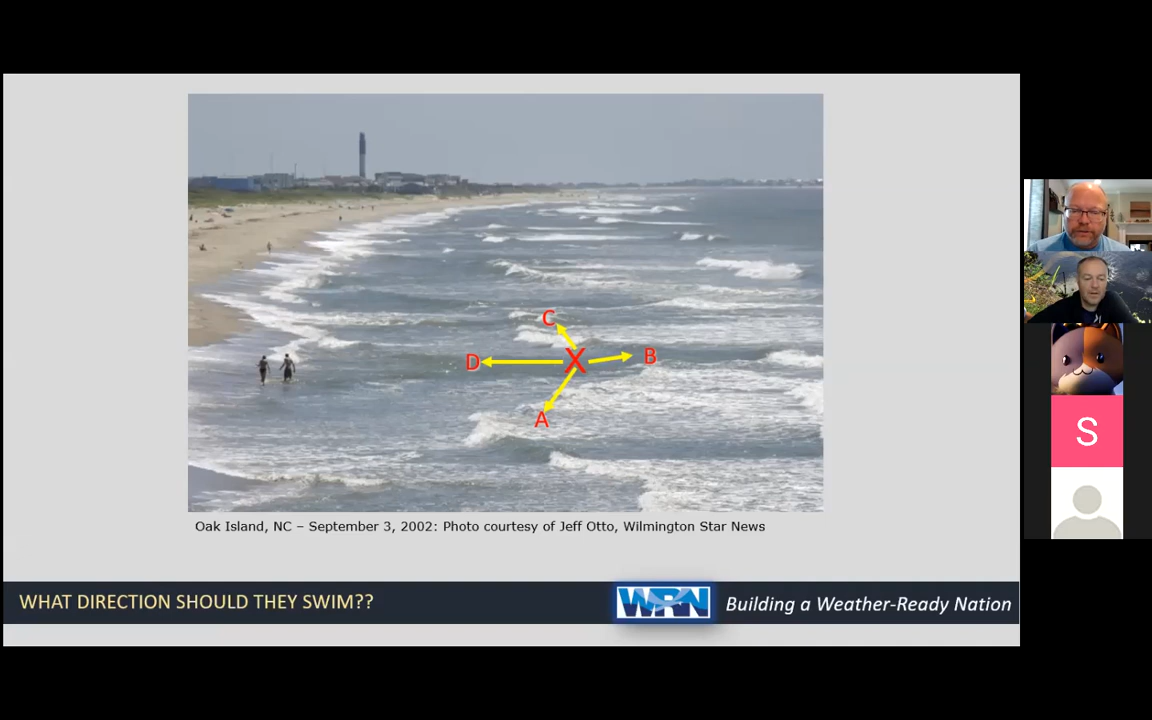 C
D X B
A
Oak Island, NC – September 3, 2002: Photo courtesy of Jeff Otto, Wilmington Star News
WHAT DIRECTION SHOULD THEY SWIM??
WRN
Building a Weather-Ready Nation
S